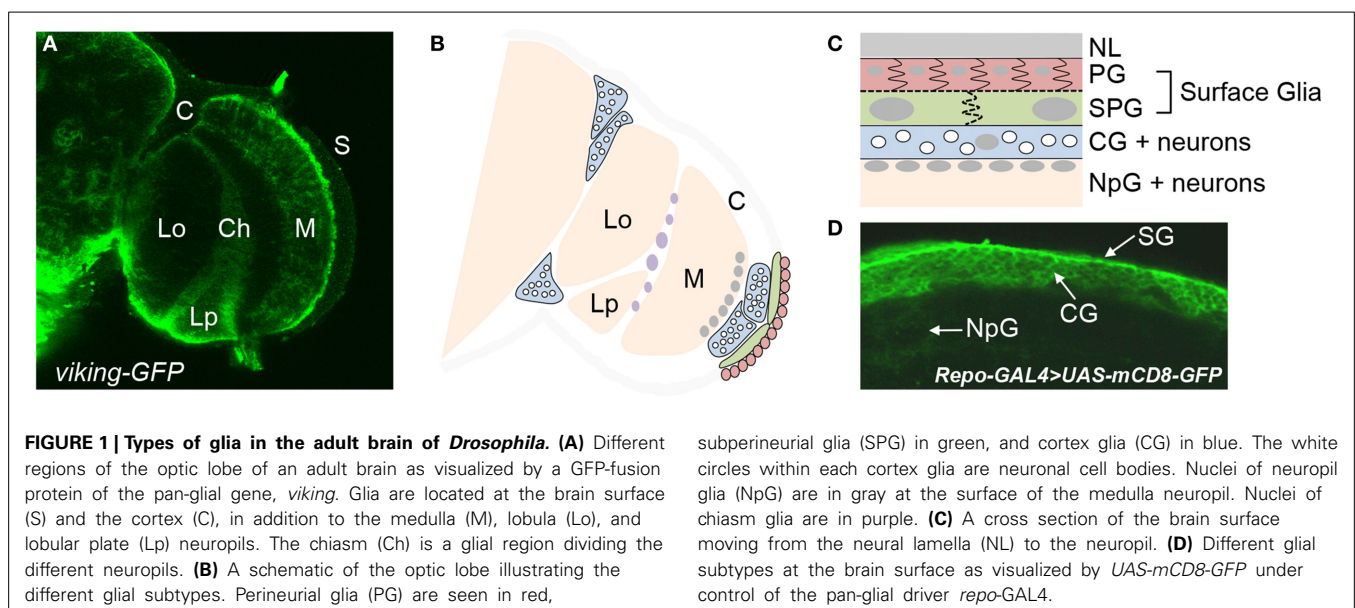 A
C
S
Lo
Ch
M
Lp
viking-GFP
B
Lo
C
Lp
M
C
NL
PG
SPG
Surface Glia
CG + neurons
NpG + neurons
D
SG
CG
NpG
Repo-GAL4>UAS-mCD8-GFP
FIGURE 1 | Types of glia in the adult brain of Drosophila. (A) Different
regions of the optic lobe of an adult brain as visualized by a GFP-fusion
protein of the pan-glial gene, viking. Glia are located at the brain surface
(S) and the cortex (C), in addition to the medulla (M), lobula (Lo), and
lobular plate (Lp) neuropils. The chiasm (Ch) is a glial region dividing the
different neuropils. (B) A schematic of the optic lobe illustrating the
different glial subtypes. Perineurial glia (PG) are seen in red,
subperineurial glia (SPG) in green, and cortex glia (CG) in blue. The white
circles within each cortex glia are neuronal cell bodies. Nuclei of neuropil
glia (NpG) are in gray at the surface of the medulla neuropil. Nuclei of
chiasm glia are in purple. (C) A cross section of the brain surface
moving from the neural lamella (NL) to the neuropil. (D) Different glial
subtypes at the brain surface as visualized by UAS-mCD8-GFP under
control of the pan-glial driver repo-GAL4.